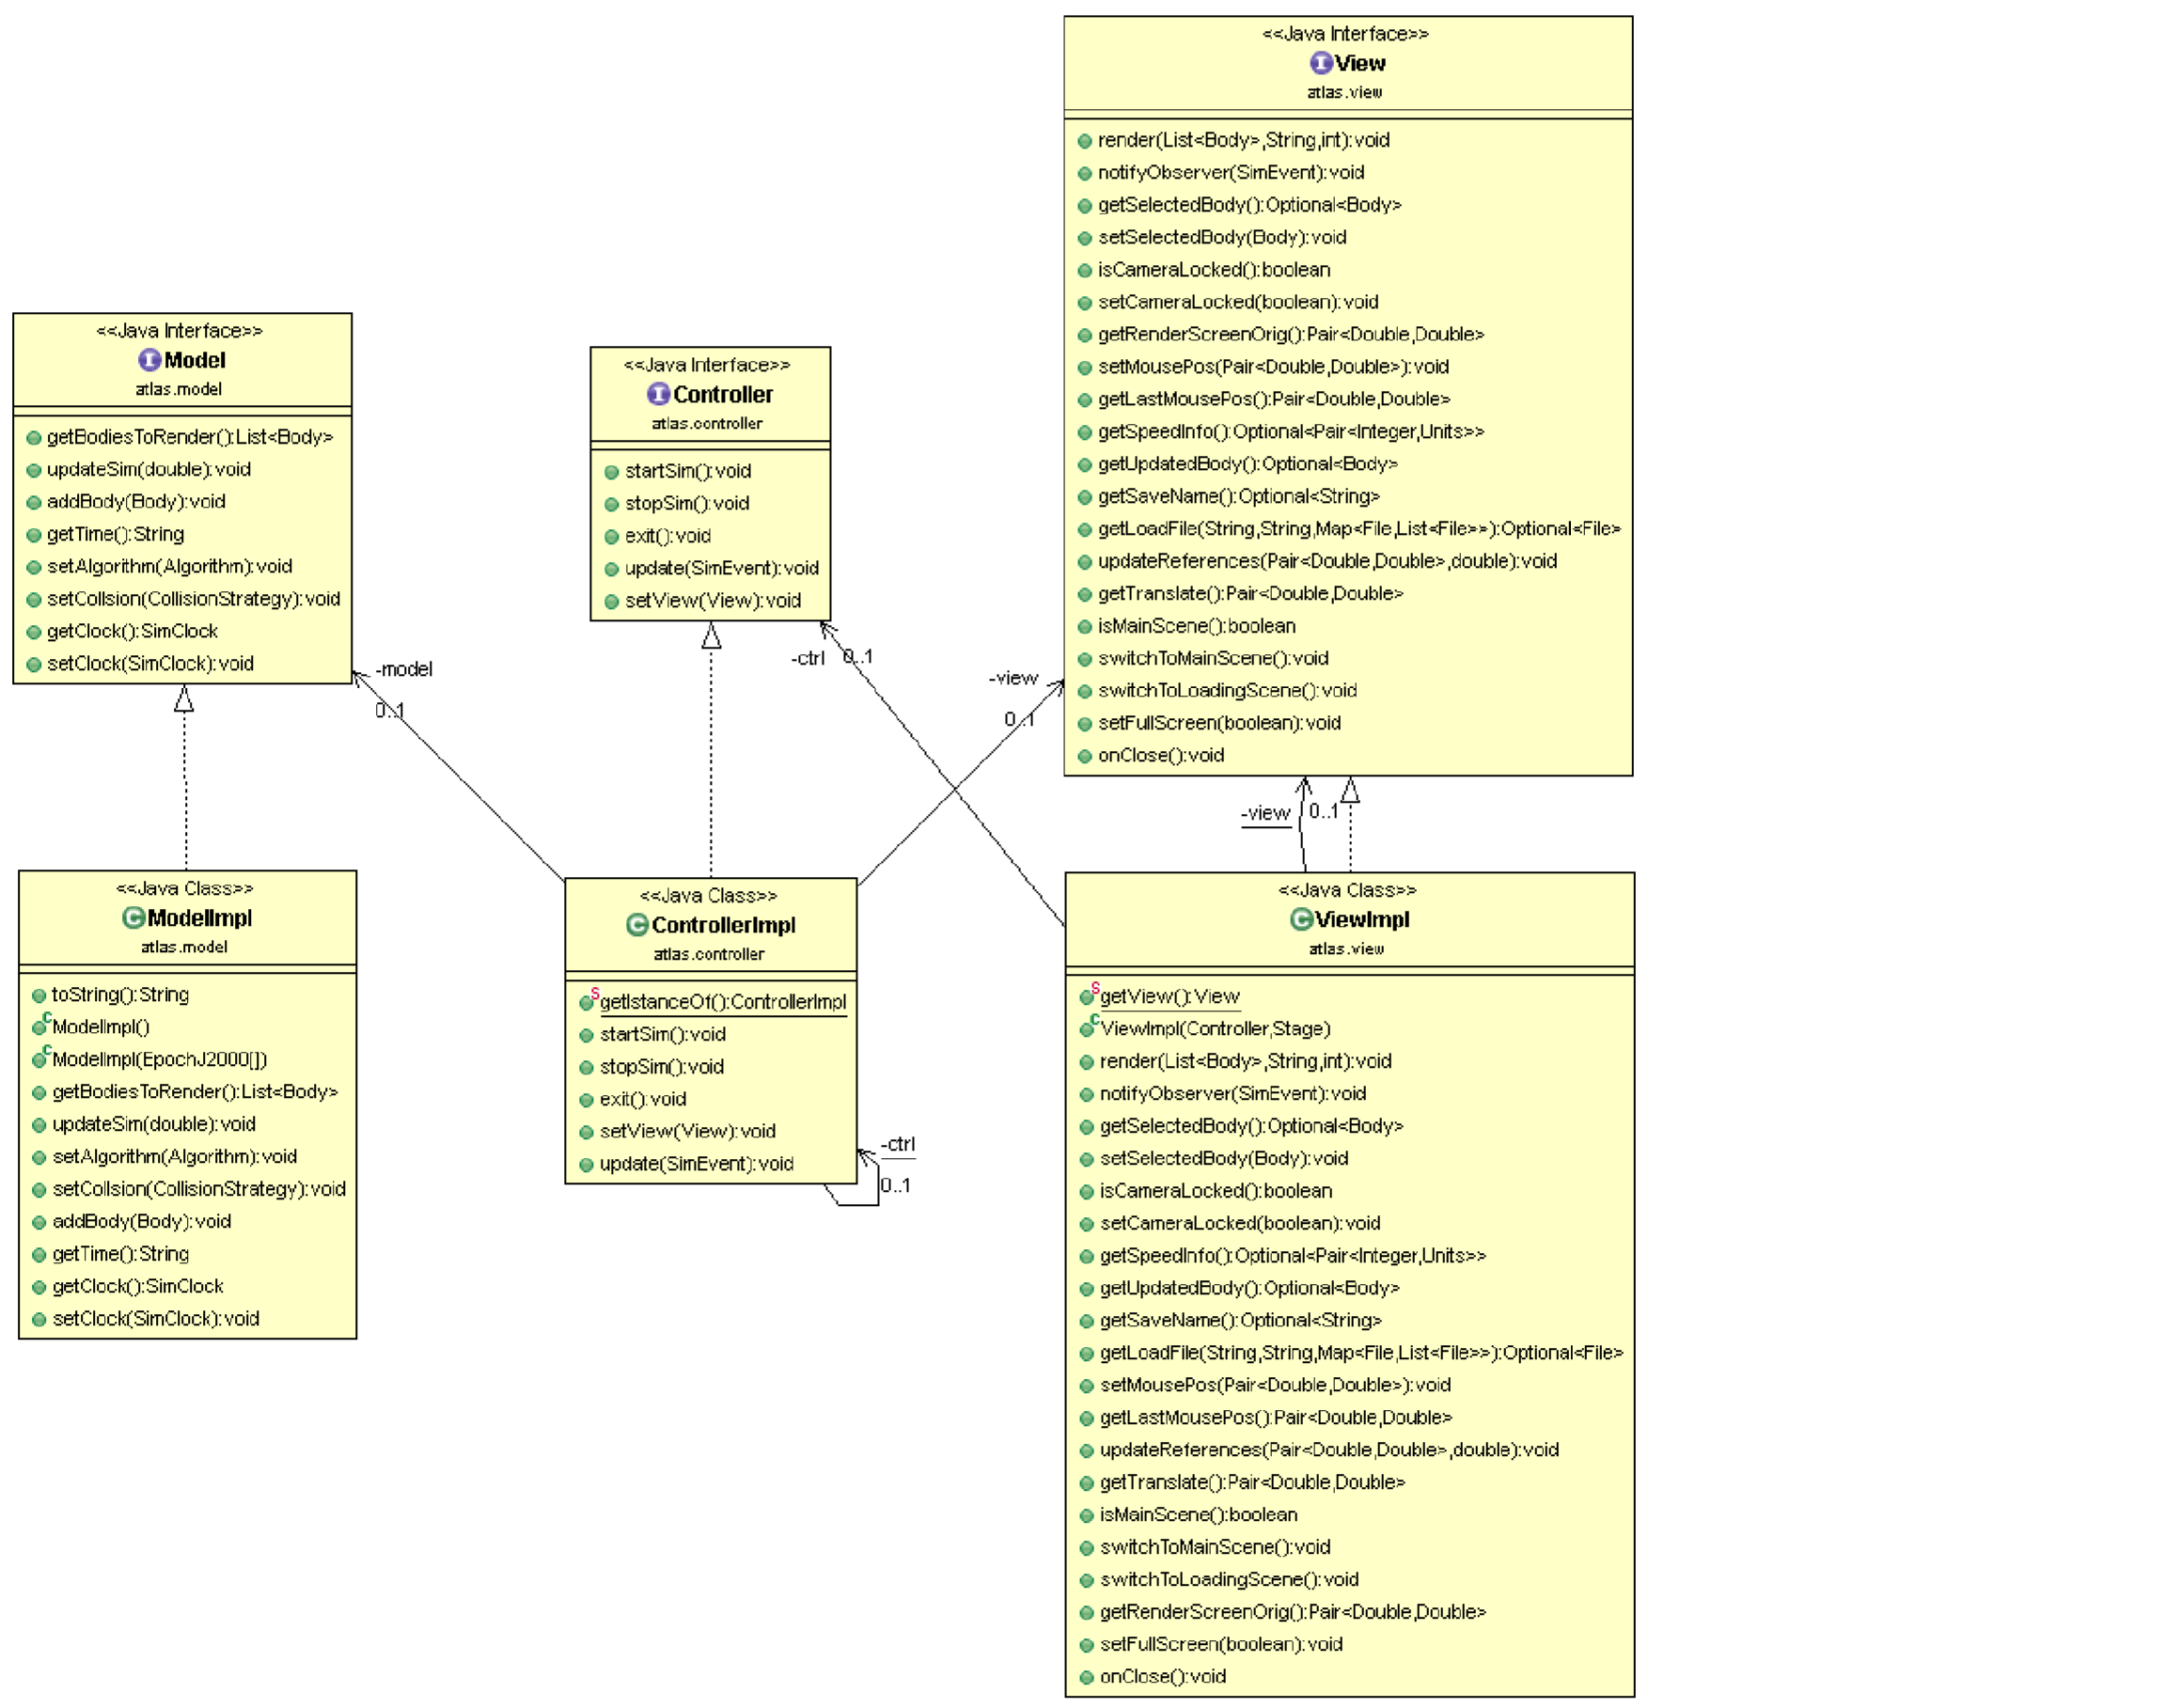 <<Java Interface>>
View
atlas.view
render(List<Body>,String,int):void
notifyObserver(SimEvent):void
getSelectedBody():Optional<Body>
setSelectedBody(Body):void
isCameraLocked():boolean
setCameraLocked(boolean):void
getRenderScreenOrig():Pair<Double,Double>
setMousePos(Pair<Double,Double>):void
getLastMousePos():Pair<Double,Double>
getSpeedInfo():Optional<Pair<Integer,Units>>
getUpdatedBody():Optional<Body>
getSaveName():Optional<String>
getLoadFile(String,String,Map<File,List<File>>):Optional<File>
updateReferences(Pair<Double,Double>,double):void
getTranslate():Pair<Double,Double>
isMainScene():boolean
switchToMainScene():void
switchToLoadingScene():void
setFullScreen(boolean):void
onClose():void
<<Java Interface>>
Model
atlas.model
getBodiesToRender():List<Body>
updateSim(double):void
addBody(Body):void
getTime():String
setAlgorithm(Algorithm):void
setCollsion(CollisionStrategy):void
getClock():SimClock
setClock(SimClock):void
<<Java Interface>>
Controller
atlas.controller
startSim():void
stopSim():void
exit():void
update(SimEvent):void
setView(View):void
-model
0..1
-ctrl 0..1
-view
0..1
-view 0..1
<<Java Class>>
ModelImpl
atlas.model
toString():String
ModelImpl()
ModelImpl(EpochJ2000[])
getBodiesToRender():List<Body>
updateSim(double):void
setAlgorithm(Algorithm):void
setCollsion(CollisionStrategy):void
addBody(Body):void
getTime():String
getClock():SimClock
setClock(SimClock):void
<<Java Class>>
ControllerImpl
atlas.controller
getIstanceOf():ControllerImpl
startSim():void
stopSim():void
exit():void
setView(View):void
update(SimEvent):void
-ctrl
0..1
<<Java Class>>
ViewImpl
atlas.view
getView():View
ViewImpl(Controller,Stage)
render(List<Body>,String,int):void
notifyObserver(SimEvent):void
getSelectedBody():Optional<Body>
setSelectedBody(Body):void
isCameraLocked():boolean
setCameraLocked(boolean):void
getSpeedInfo():Optional<Pair<Integer,Units>>
getUpdatedBody():Optional<Body>
getSaveName():Optional<String>
getLoadFile(String,String,Map<File,List<File>>):Optional<File>
setMousePos(Pair<Double,Double>):void
getLastMousePos():Pair<Double,Double>
updateReferences(Pair<Double,Double>,double):void
getTranslate():Pair<Double,Double>
isMainScene():boolean
switchToMainScene():void
switchToLoadingScene():void
getRenderScreenOrig():Pair<Double,Double>
setFullScreen(boolean):void
onClose():void